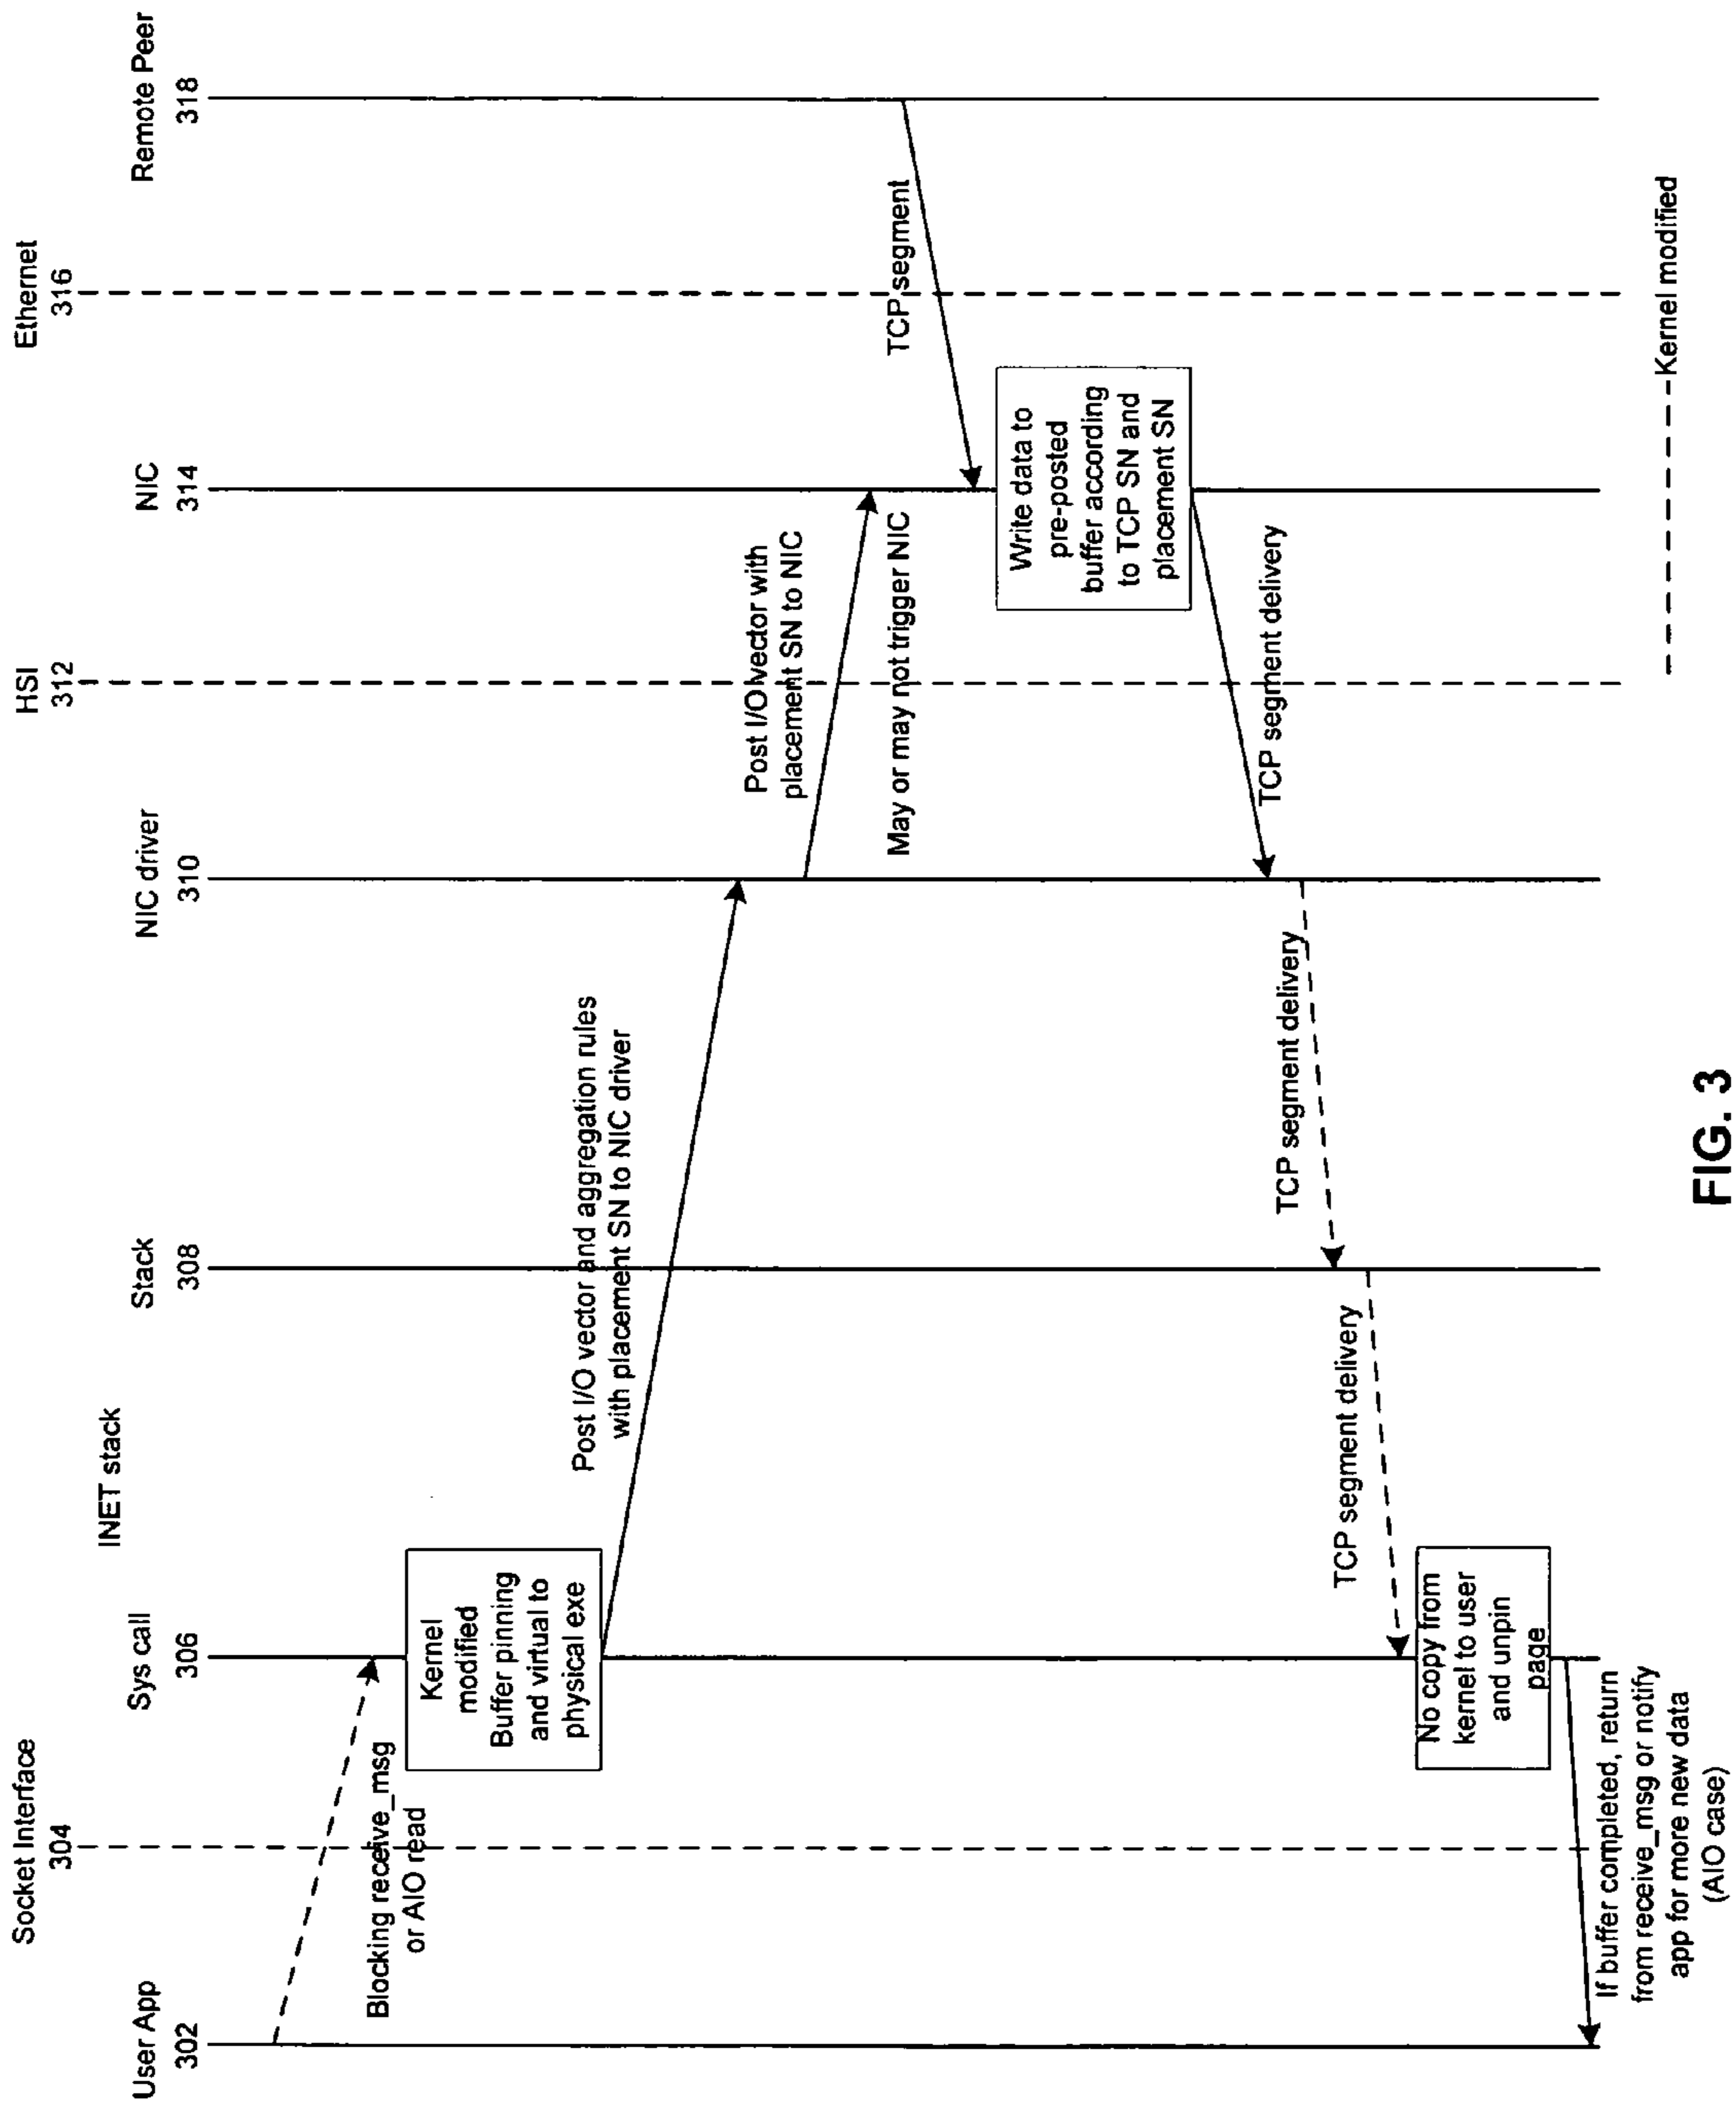 Socket Interface
304
INET stack
HSI
312
Ethernet
316
User App
302
Sys call
306
Stack
308
NIC driver
310
NIC
314
Remote Peer
318
Blocking receive_msg
or AIO read
Kernel
modified
Buffer pinning
and virtual to
physical exe
Post I/O vector and aggregation rules
with placement SN to NIC driver
Post I/O vector with
placement SN to NIC
May or may not trigger NIC
TCP segment
Write data to
pre-posted
buffer according
to TCP SN and
placement SN
TCP segment delivery
TCP segment delivery
TCP segment delivery
No copy from
kernel to user
and unpin
page
If buffer completed, return
from receive_msg or notify
app for more new data
(AIO case)
Kernel modified
FIG. 3